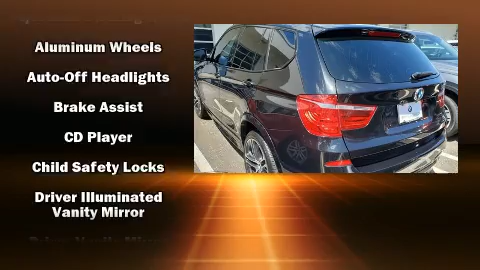 Aluminum Wheels
Auto-Off Headlights
Brake Assist
CD Player
Child Safety Locks
Driver Illuminated
Vanity Mirror